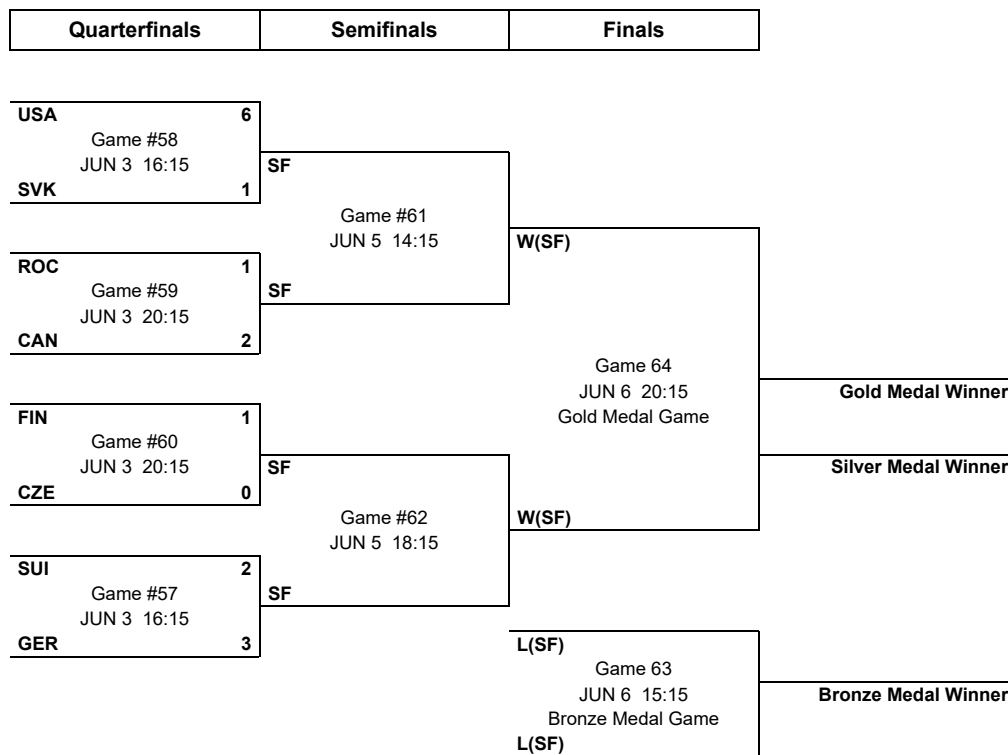 Quarterfinals Semifinals Finals
USA 6
Game #58
JUN 3 16:15
SVK 1
SF
Game #61
JUN 5 14:15
ROC 1
Game #59
JUN 3 20:15
CAN 2
SF
W(SF)
Game 64
JUN 6 20:15
Gold Medal Game
Gold Medal Winner
FIN 1
Game #60
JUN 3 20:15
CZE 0
SF
Silver Medal Winner
Game #62
JUN 5 18:15
W(SF)
SUI 2
Game #57
JUN 3 16:15
GER 3
SF
L(SF)
Game 63
JUN 6 15:15
Bronze Medal Game
L(SF)
Bronze Medal Winner